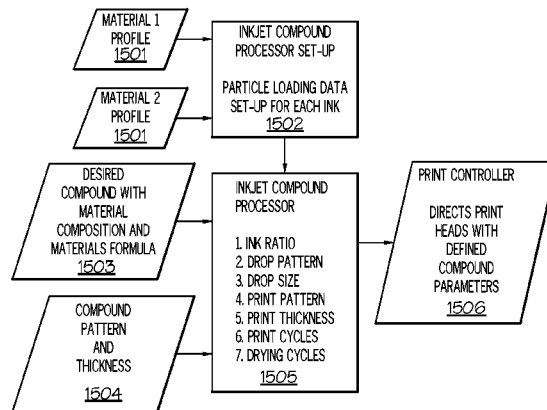 MATERIAL 1
PROFILE
1501
MATERIAL 2
PROFILE
1501
INKJET COMPOUND
PROCESSOR SET-UP
PARTICLE LOADING DATA
SET-UP FOR EACH INK
1502
DESIRED
COMPOUND WITH
MATERIAL
COMPOSITION AND
MATERIALS FORMULA
1503
COMPOUND
PATTERN
AND
THICKNESS
1504
INKJET COMPOUND
PROCESSOR
1. INK RATIO
2. DROP PATTERN
3. DROP SIZE
4. PRINT PATTERN
5. PRINT THICKNESS
6. PRINT CYCLES
7. DRYING CYCLES
1505
PRINT CONTROLLER
DIRECTS PRINT
HEADS WITH
DEFINED
COMPOUND
PARAMETERS
1506